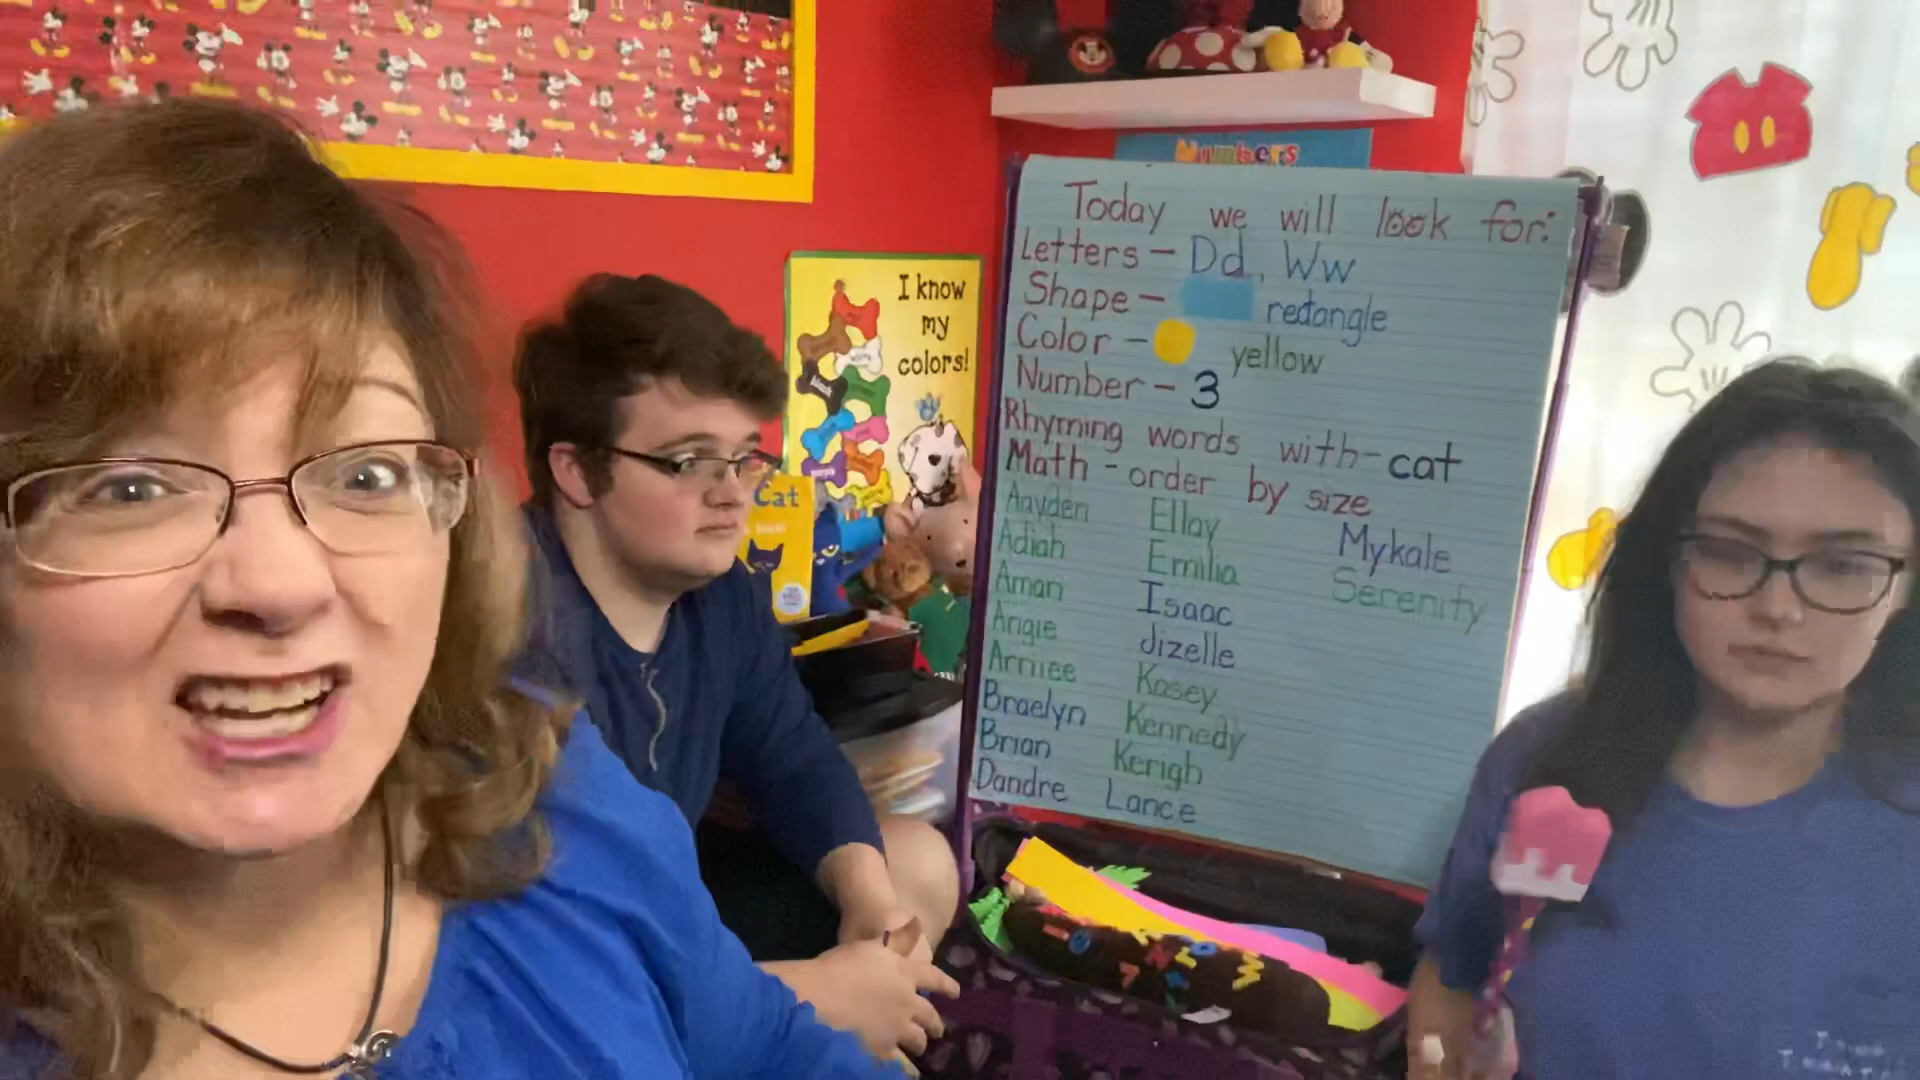 Numbers
Today we will look for:
Letters - Dd, Ww
Shape - rectangle
Color - yellow
Number - 3
Rhyming words with - cat
Math - order by size
Aayden Ellay Mykale
Adiah Emilia Serenity
Aman Isaac
Angie Jizelle
Arriiee Kasey
Braelyn Kennedy
Brian Kerigh
Dandre Lance
I know
my
colors!
Cat